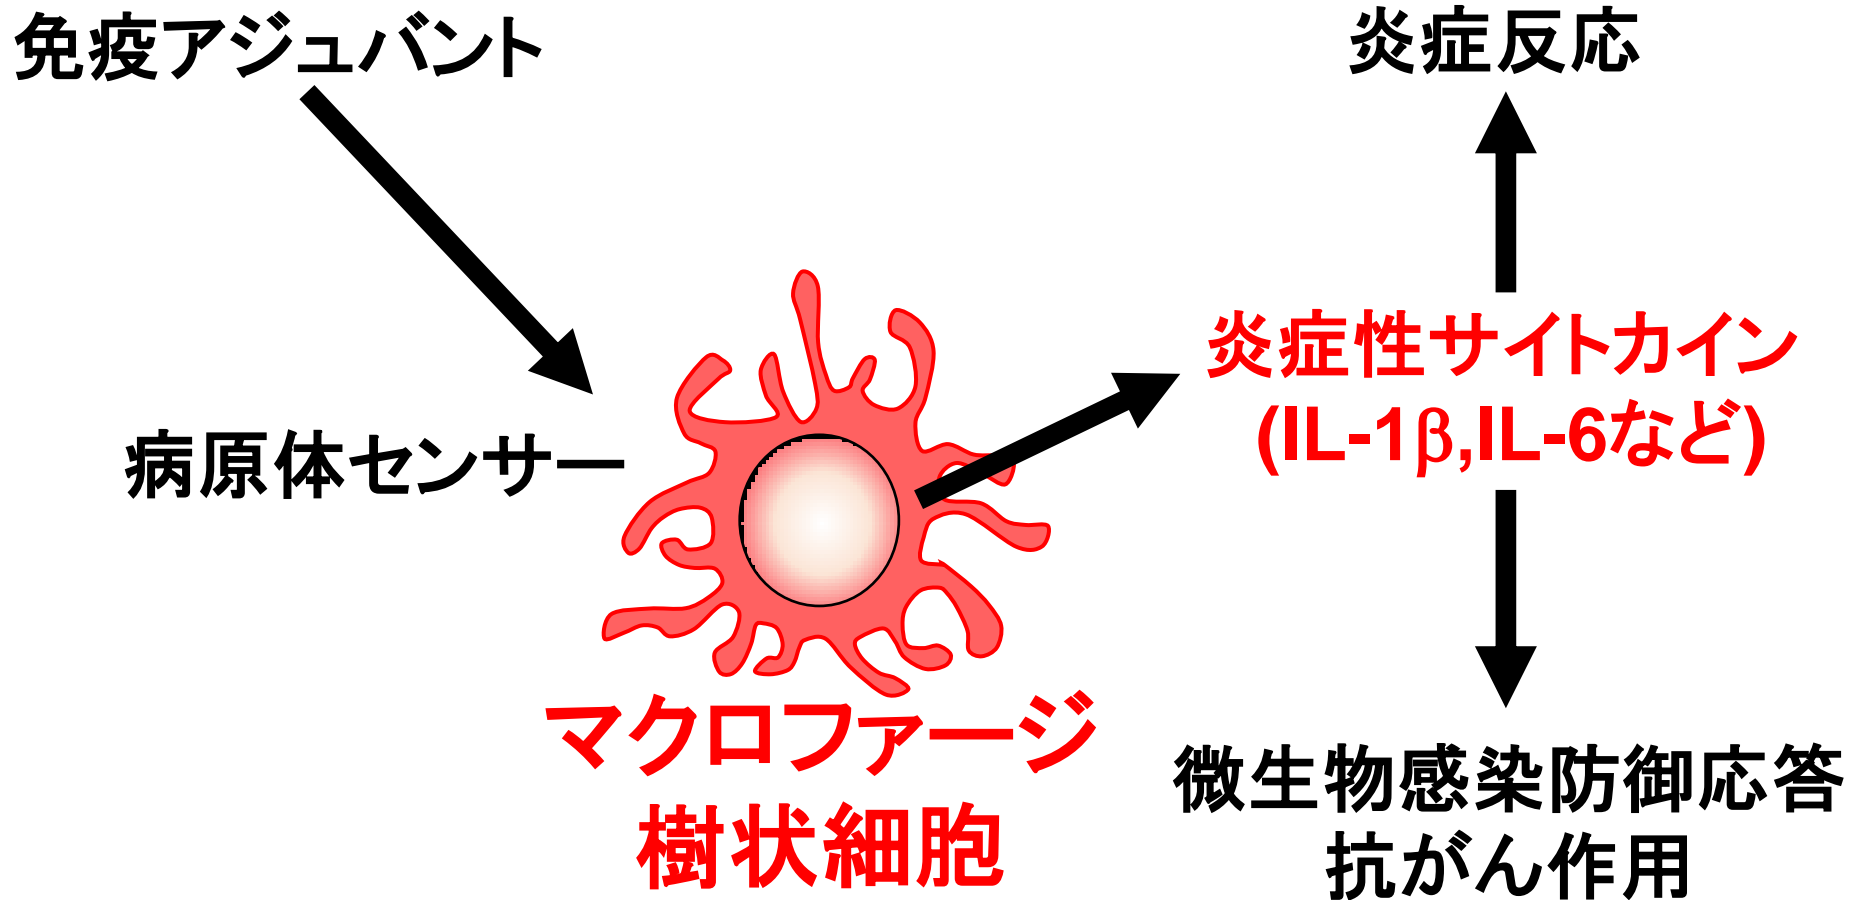 免疫アジュバント
炎症反応
病原体センサー
炎症性サイトカイン
(IL-1β,IL-6など)
マクロファージ
樹状細胞
微生物感染防御応答
抗がん作用